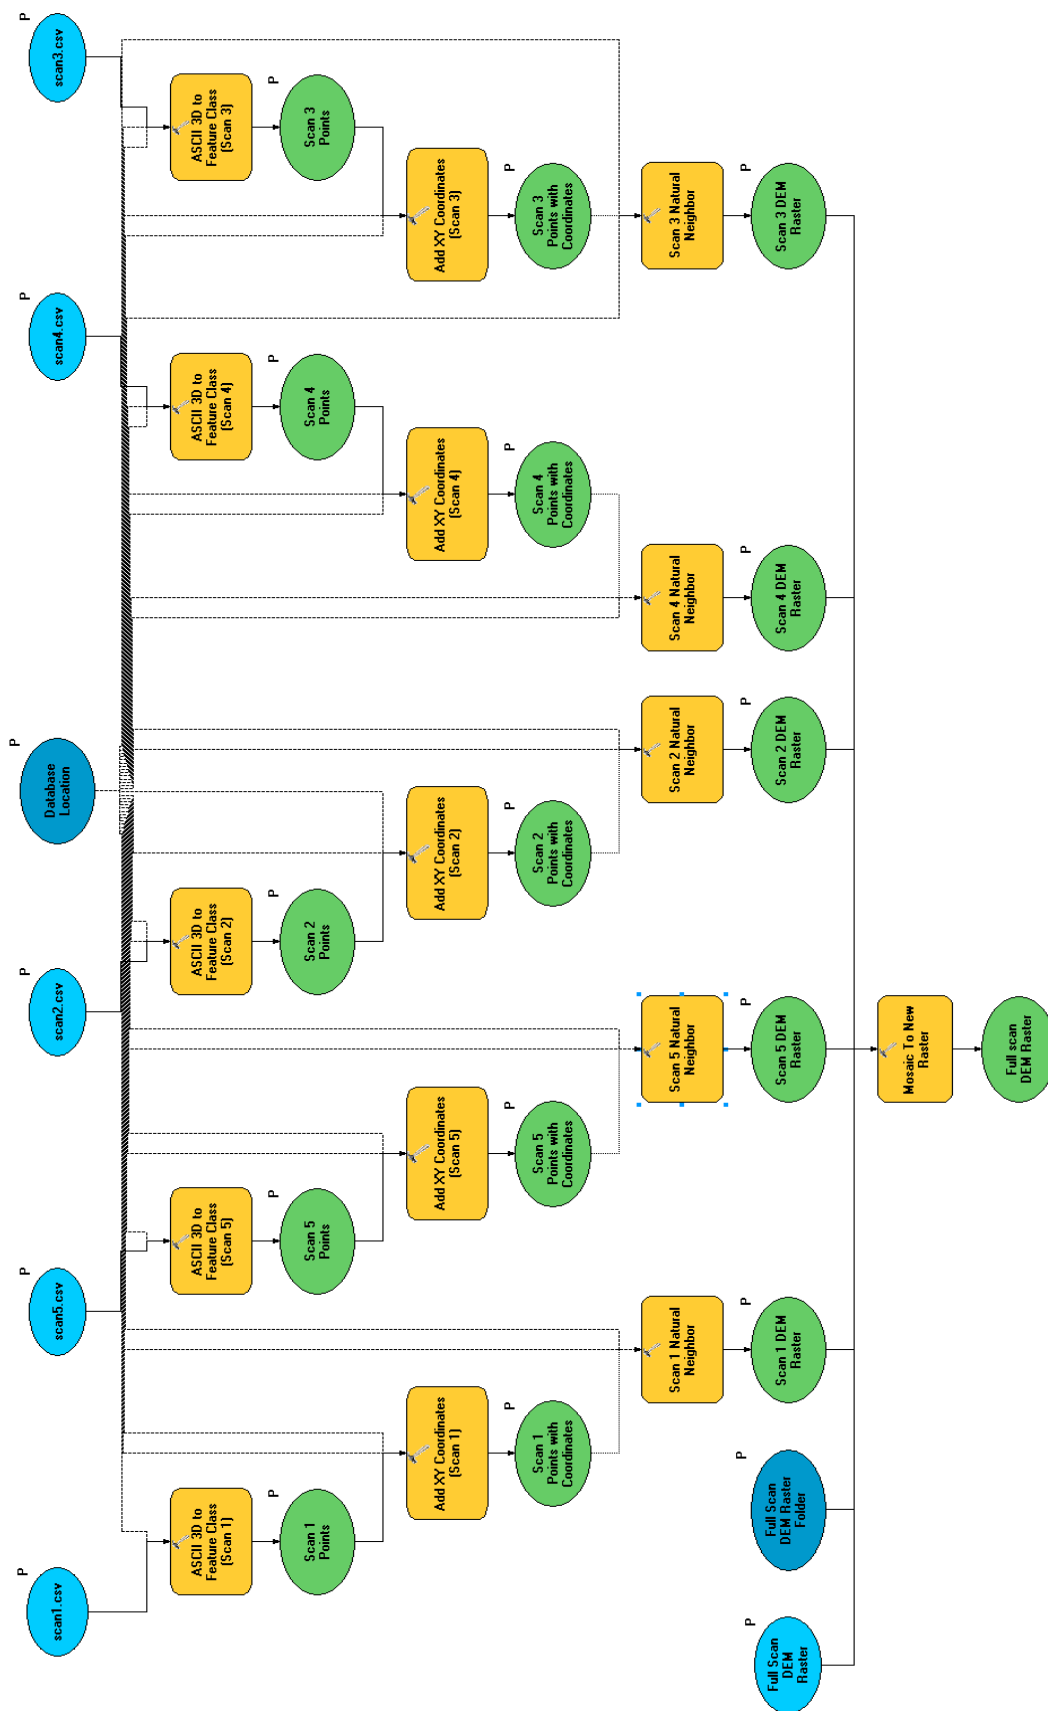 P
scan1.csv
P
scan5.csv
P
scan2.csv
P
Database
Location
P
scan4.csv
P
scan3.csv
ASCII 3D to
Feature Class
(Scan 1)
ASCII 3D to
Feature Class
(Scan 5)
ASCII 3D to
Feature Class
(Scan 2)
ASCII 3D to
Feature Class
(Scan 4)
ASCII 3D to
Feature Class
(Scan 3)
P
Scan 1
Points
P
Scan 5
Points
P
Scan 2
Points
P
Scan 4
Points
P
Scan 3
Points
Add XY Coordinates
(Scan 1)
Add XY Coordinates
(Scan 5)
Add XY Coordinates
(Scan 2)
Add XY Coordinates
(Scan 4)
Add XY Coordinates
(Scan 3)
P
Scan 1
Points with
Coordinates
P
Scan 5
Points with
Coordinates
P
Scan 2
Points with
Coordinates
P
Scan 4
Points with
Coordinates
P
Scan 3
Points with
Coordinates
Scan 1 Natural
Neighbor
Scan 5 Natural
Neighbor
Scan 2 Natural
Neighbor
Scan 4 Natural
Neighbor
Scan 3 Natural
Neighbor
P
Full Scan
DEM
Raster
P
Full Scan
DEM Raster
Folder
P
Scan 1 DEM
Raster
P
Scan 5 DEM
Raster
P
Scan 2 DEM
Raster
P
Scan 4 DEM
Raster
P
Scan 3 DEM
Raster
Mosaic To New
Raster
Full scan
DEM Raster